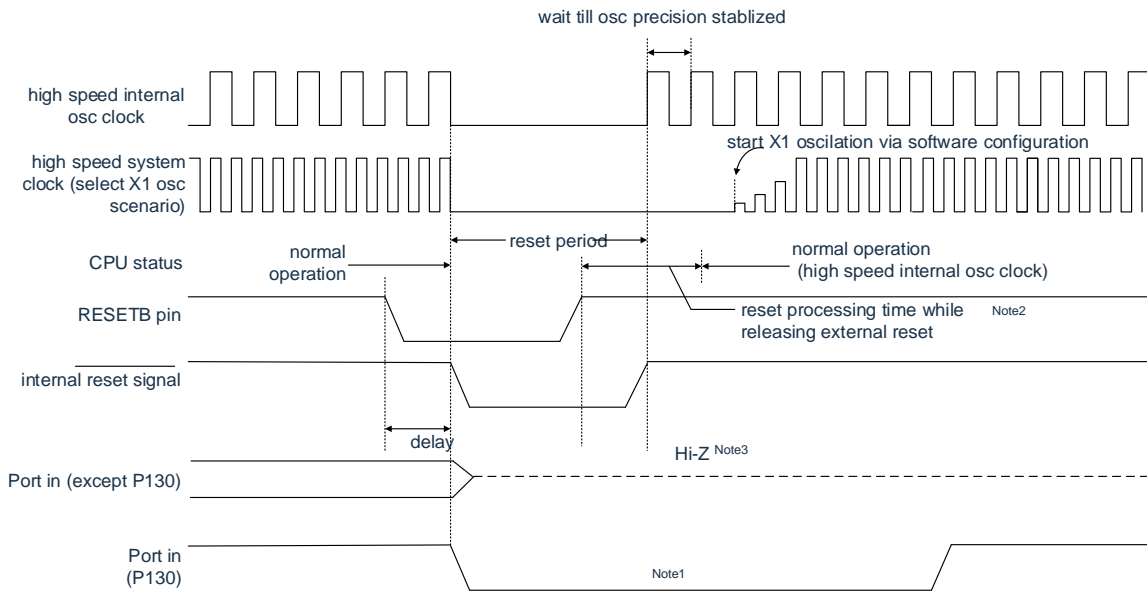 wait till osc precision stablized
high speed internal
osc clock
start X1 oscilation via software configuration
high speed system
clock (select X1 osc
scenario)
reset period
CPU status
normal
operation
normal operation
(high speed internal osc clock)
RESETB pin
reset processing time while Note2
releasing external reset
internal reset signal
delay
Hi-Z Note3
Port in (except P130)
Port in
(P130)
Note1